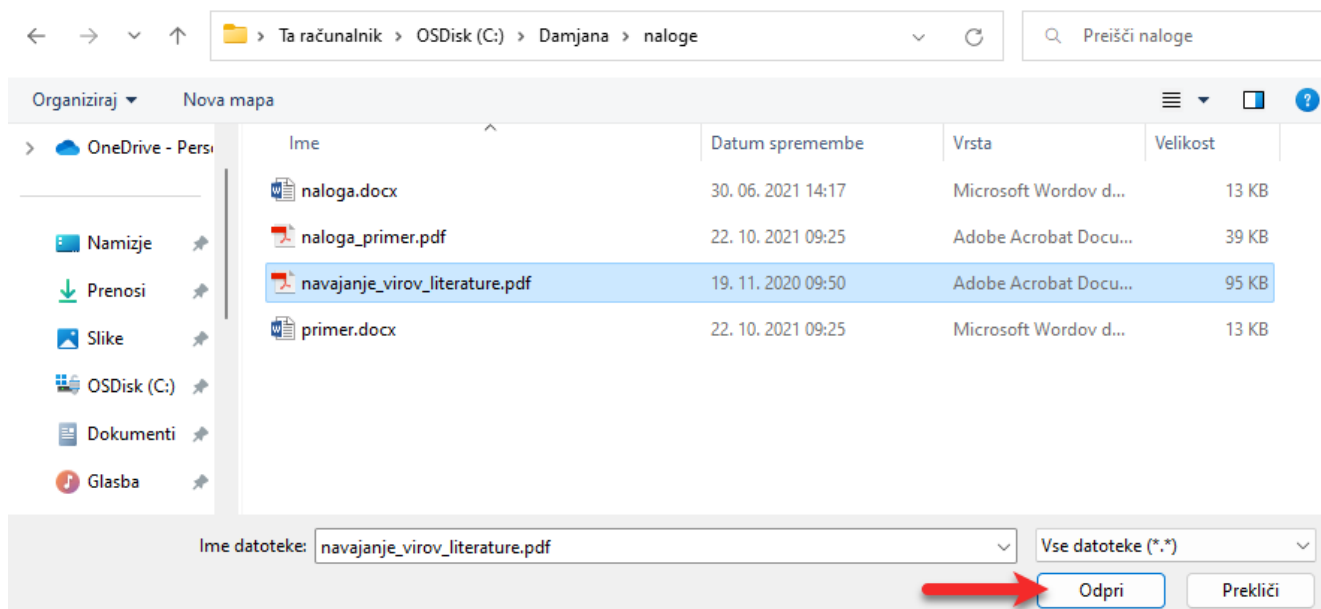 Ta računalnik > OSDisk (C:) > Damjana > naloge
Preišči naloge
Organiziraj Nova mapa
?
OneDrive - Pers
Namizje
Prenosi
Slike
OSDisk (C:)
Dokumenti
Glasba
Ime Datum spremembe Vrsta Velikost
naloga.docx 30. 06. 2021 14:17 Microsoft Wordov d... 13 KB
naloga_primer.pdf 22. 10. 2021 09:25 Adobe Acrobat Docu... 39 KB
navajanje_virov_literature.pdf 19. 11. 2020 09:50 Adobe Acrobat Docu... 95 KB
primer.docx 22. 10. 2021 09:25 Microsoft Wordov d... 13 KB
Ime datoteke: navajanje_virov_literature.pdf Vse datoteke (*.*)
Odpri Prekliči